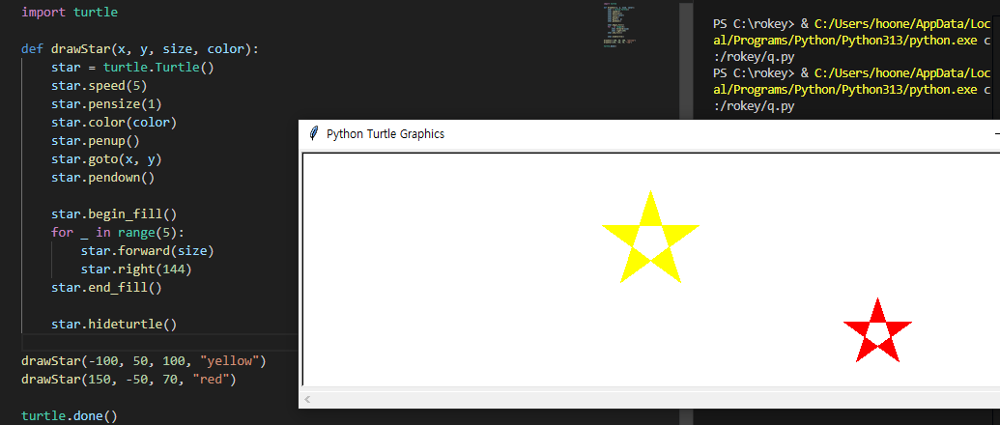 import turtle
def drawStar(x, y, size, color):
    star = turtle.Turtle()
    star.speed(5)
    star.pensize(1)
    star.color(color)
    star.penup()
    star.goto(x, y)
    star.pendown()
    star.begin_fill()
    for _ in range(5):
        star.forward(size)
        star.right(144)
    star.end_fill()
    star.hideturtle()
drawStar(-100, 50, 100, "yellow")
drawStar(150, -50, 70, "red")
turtle.done()
PS C:\rokey> & C:/Users/hoone/AppData/Loc
al/Programs/Python/Python313/python.exe c
:/rokey/q.py
PS C:\rokey> & C:/Users/hoone/AppData/Loc
al/Programs/Python/Python313/python.exe c
:/rokey/q.py
Python Turtle Graphics